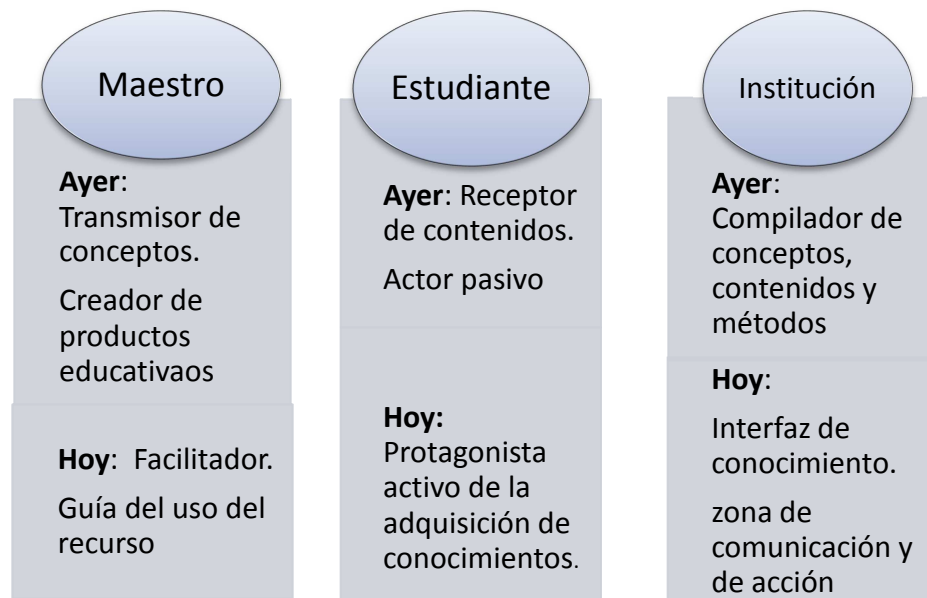 Maestro
Ayer:
Transmisor de
conceptos.
Creador de
productos
educativaos
Hoy: Facilitador.
Guía del uso del
recurso
Estudiante
Ayer: Receptor
de contenidos.
Actor pasivo
Hoy:
Protagonista
activo de la
adquisición de
conocimientos.
Institución
Ayer:
Compilador de
conceptos,
contenidos y
métodos
Hoy:
Interfaz de
conocimiento.
zona de
comunicación y
de acción